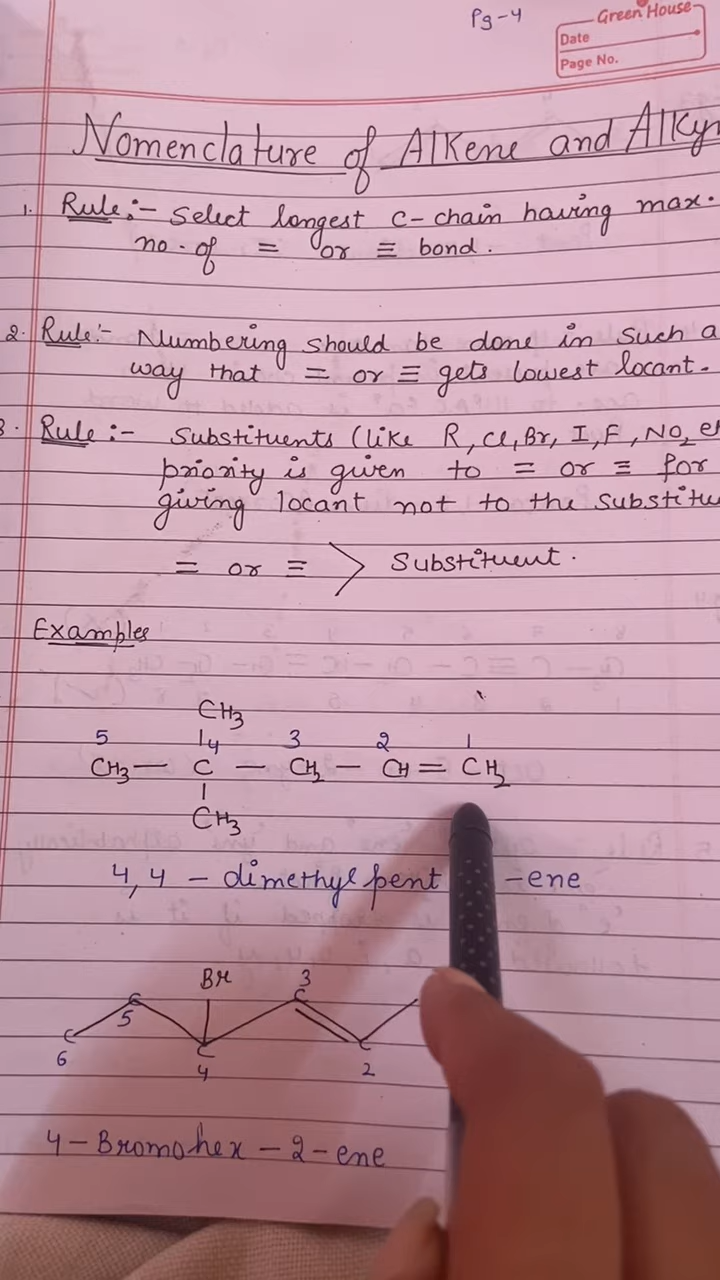 Pg-4
Green House
Date
Page No.
Nomenclature of Alkene and Alky
1. Rule:- Select longest c-chain having max.
no. of = or ≡ bond.
2. Rule:- Numbering should be done in such a
way that = or ≡ gets lowest locant.
3. Rule:- Substituents (like R, Cl, Br, I, F, NO2 et
priority is given to = or ≡ for
giving locant not to the substitu
= or ≡ > Substituent.
Examples
CH3
5 4 3 2 1
CH3 — C — CH2 — CH = CH2
CH3
4,4 - dimethyl pent -ene
Br 3
C 5 C
C 6 C 4 C 2
4-Bromohex-2-ene